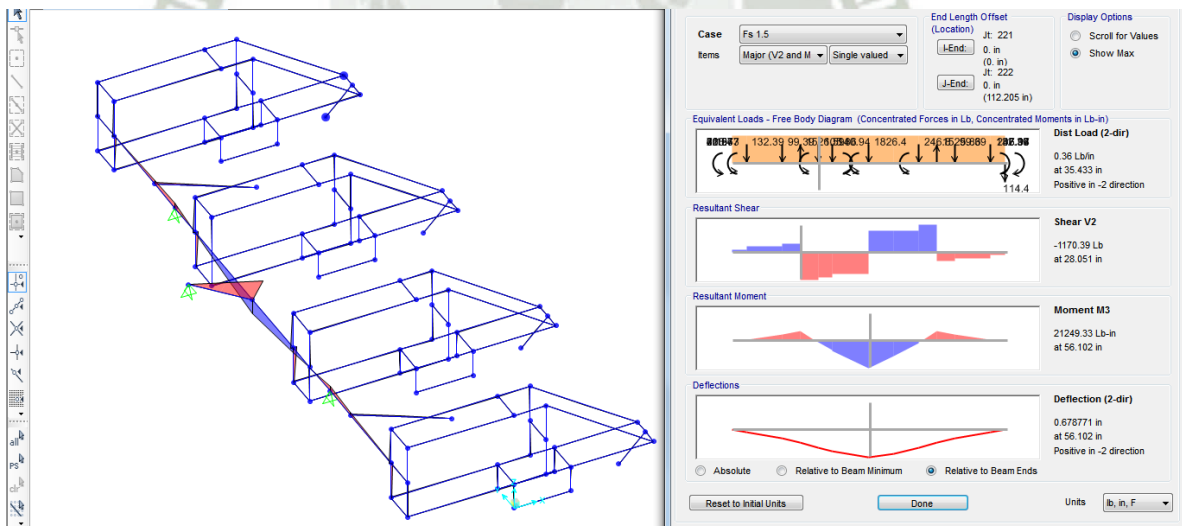 Case
Fs 1.5
Items
Major (V2 and M
Single valued
End Length Offset
(Location)
Jt: 221
I-End:
0. in
(0. in)
Jt: 222
J-End:
0. in
(112.205 in)
Display Options
Scroll for Values
Show Max
Equivalent Loads - Free Body Diagram (Concentrated Forces in Lb, Concentrated Moments in Lb-in)
132.39
1826.4
114.4
Dist Load (2-dir)
0.36 Lb/in
at 35.433 in
Positive in -2 direction
Resultant Shear
Shear V2
-1170.39 Lb
at 28.051 in
Resultant Moment
Moment M3
21249.33 Lb-in
at 56.102 in
Deflections
Deflection (2-dir)
0.678771 in
at 56.102 in
Positive in -2 direction
Absolute
Relative to Beam Minimum
Relative to Beam Ends
Reset to Initial Units
Done
Units
lb, in, F
all
PS
clr